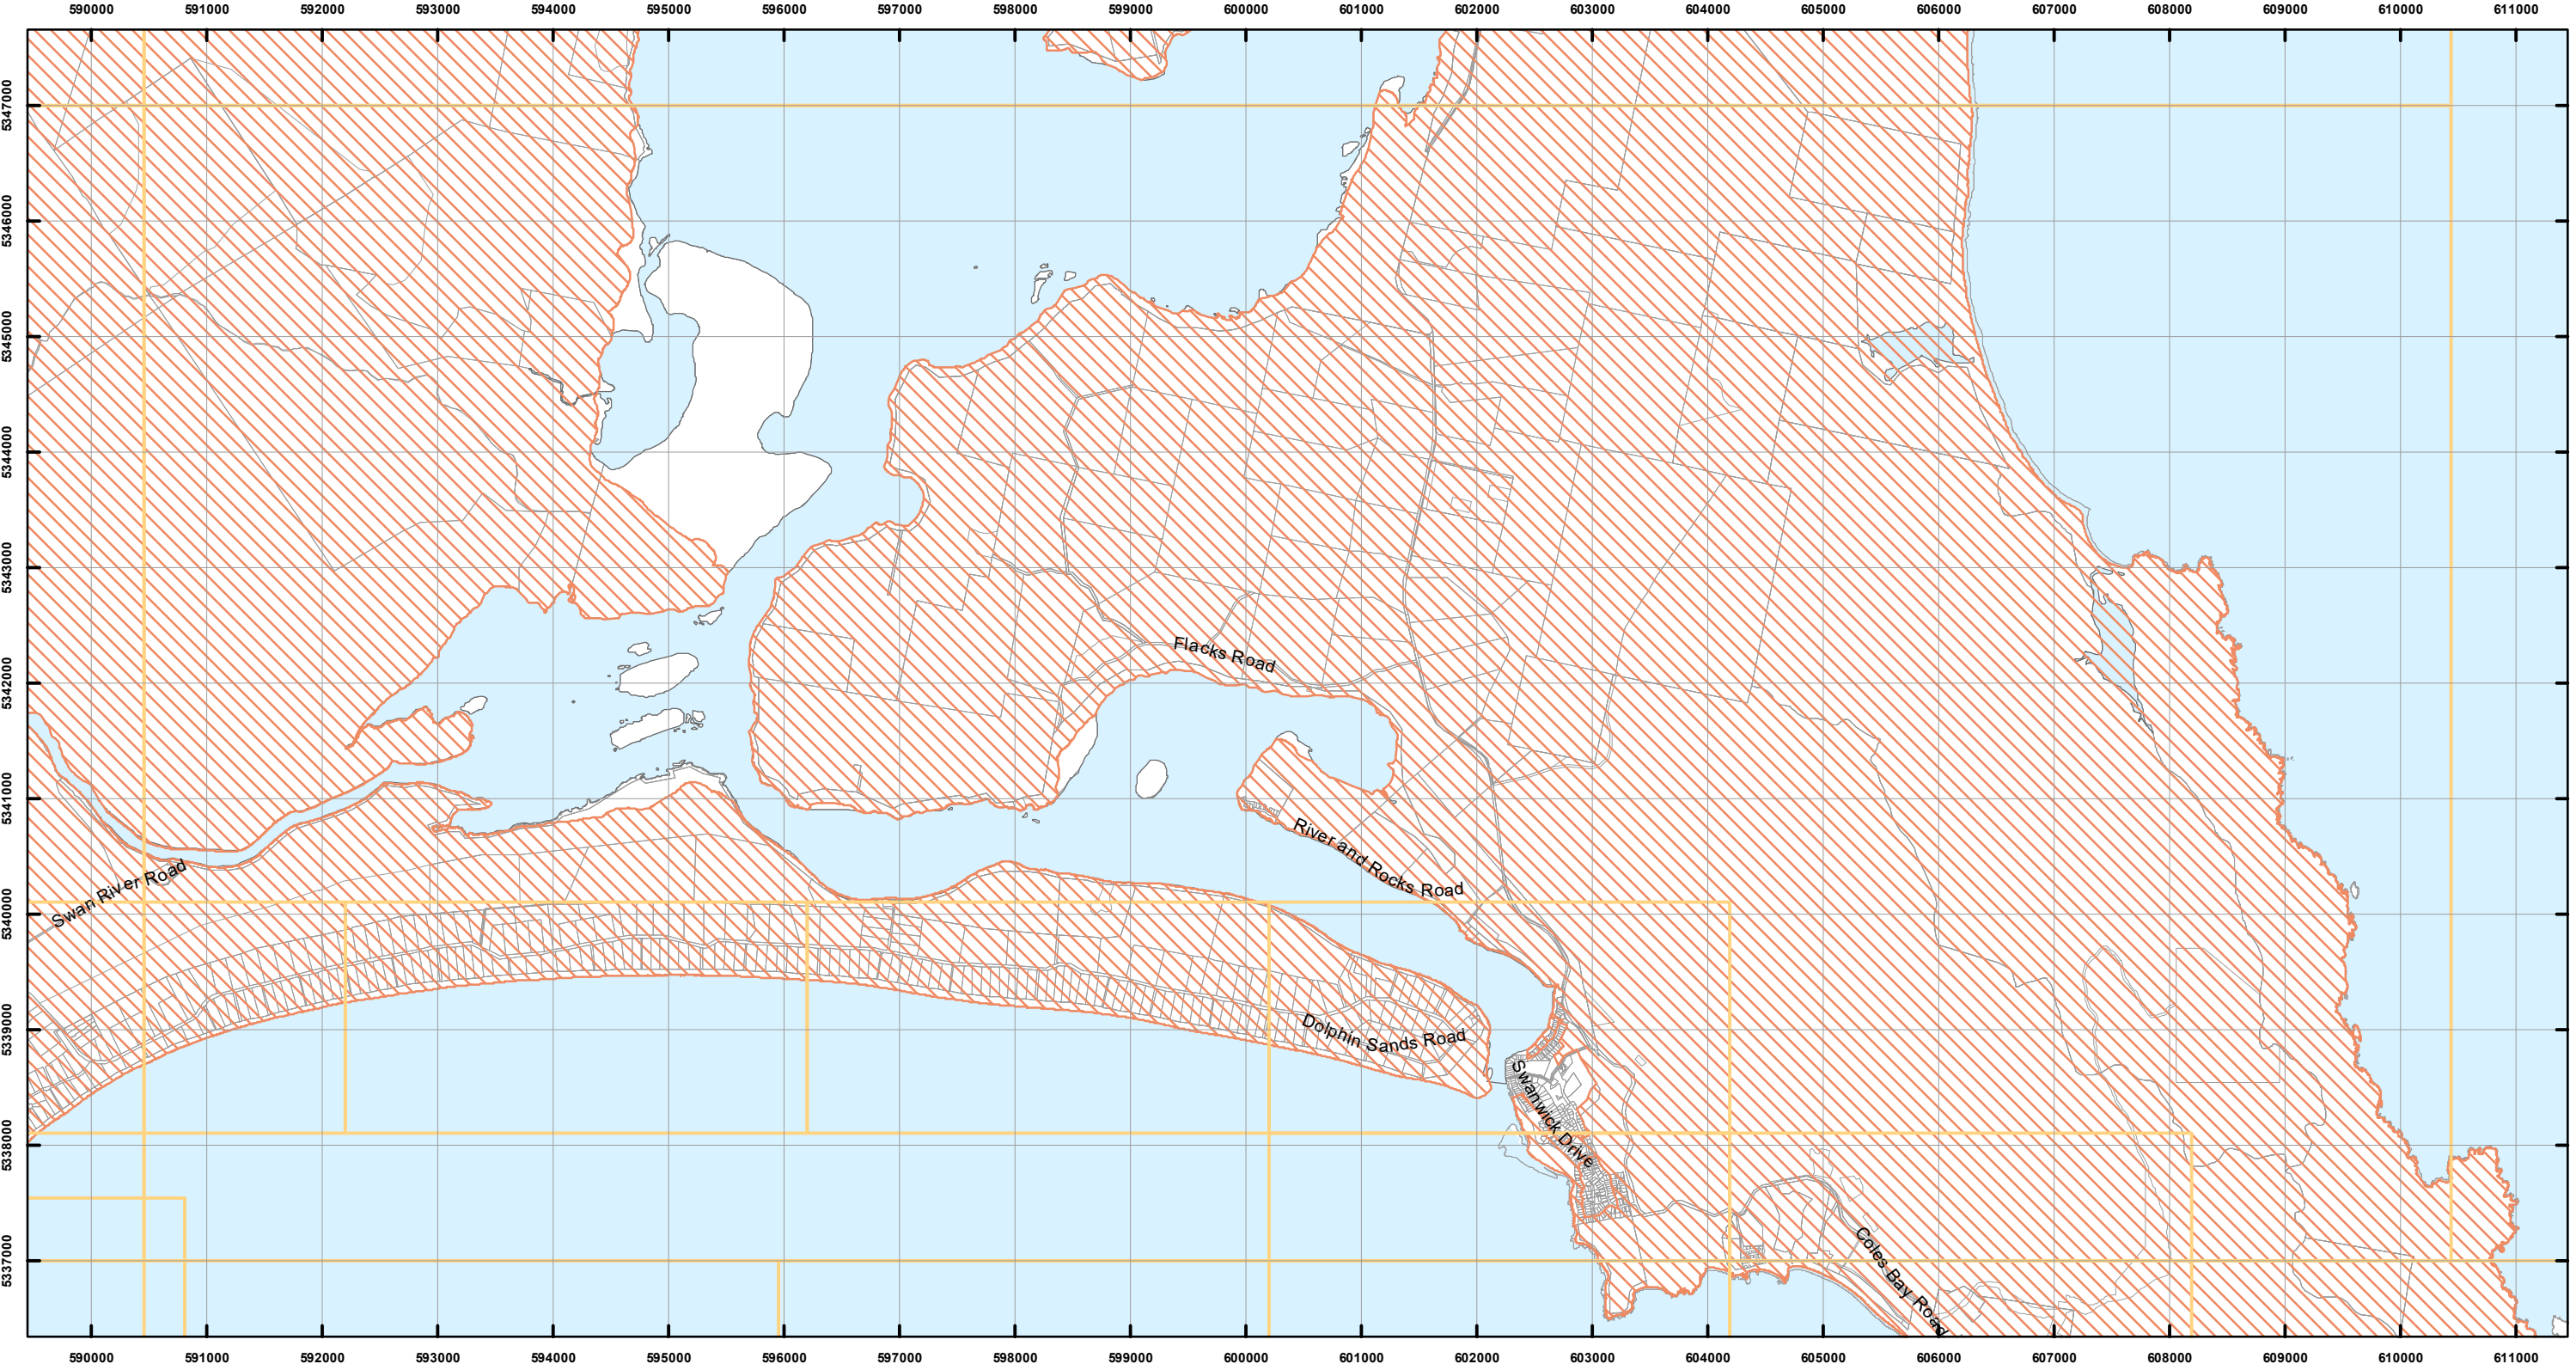 590000 591000 592000 593000 594000 595000 596000 597000 598000 599000 600000 601000 602000 603000 604000 605000 606000 607000 608000 609000 610000 611000
5347000
5346000
5345000
5344000
5343000
Flacks Road
5342000
5341000
River and Rocks Road
Swan River Road
5340000
Dolphin Sands Road
5339000
Swanwick Drive
5338000
Coles Bay Road
5337000
590000 591000 592000 593000 594000 595000 596000 597000 598000 599000 600000 601000 602000 603000 604000 605000 606000 607000 608000 609000 610000 611000